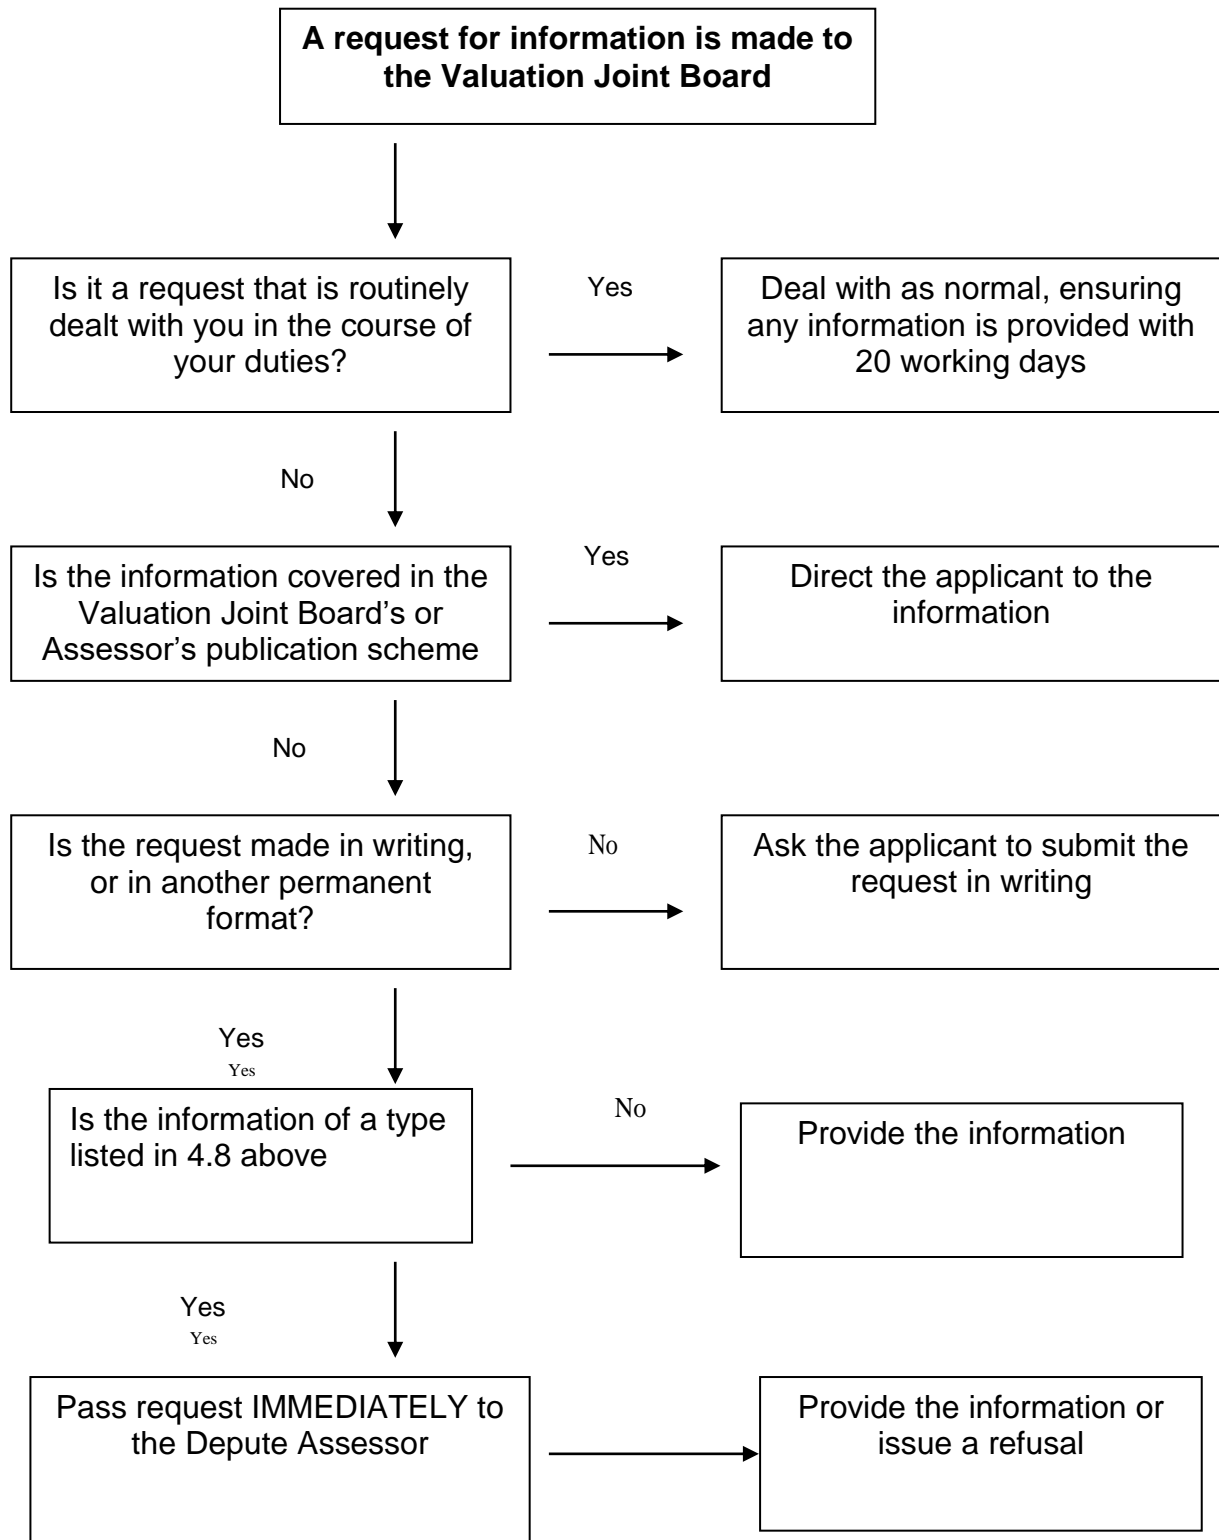 A request for information is made to
the Valuation Joint Board
Is it a request that is routinely
dealt with you in the course of
your duties?
Yes
Deal with as normal, ensuring
any information is provided with
20 working days
No
Is the information covered in the
Valuation Joint Board’s or
Assessor’s publication scheme
Yes
Direct the applicant to the
information
No
Is the request made in writing,
or in another permanent
format?
No
Ask the applicant to submit the
request in writing
Yes
Yes
Is the information of a type
listed in 4.8 above
No
Provide the information
Yes
Yes
Pass request IMMEDIATELY to
the Depute Assessor
Provide the information or
issue a refusal